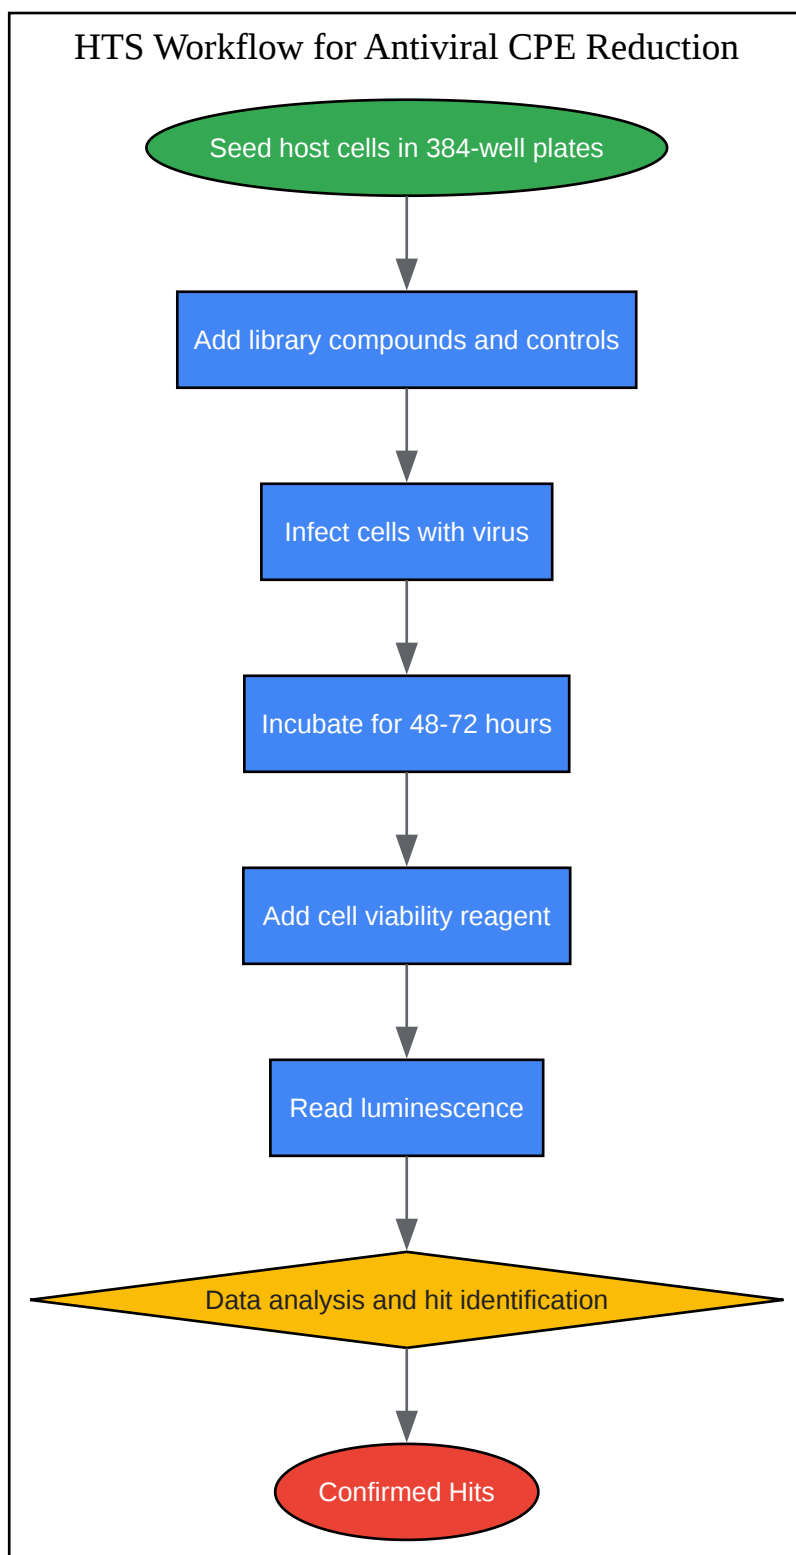 HTS Workflow for Antiviral CPE Reduction
Seed host cells in 384-well plates
Add library compounds and controls
Infect cells with virus
Incubate for 48-72 hours
Add cell viability reagent
Read luminescence
Data analysis and hit identification
Confirmed Hits